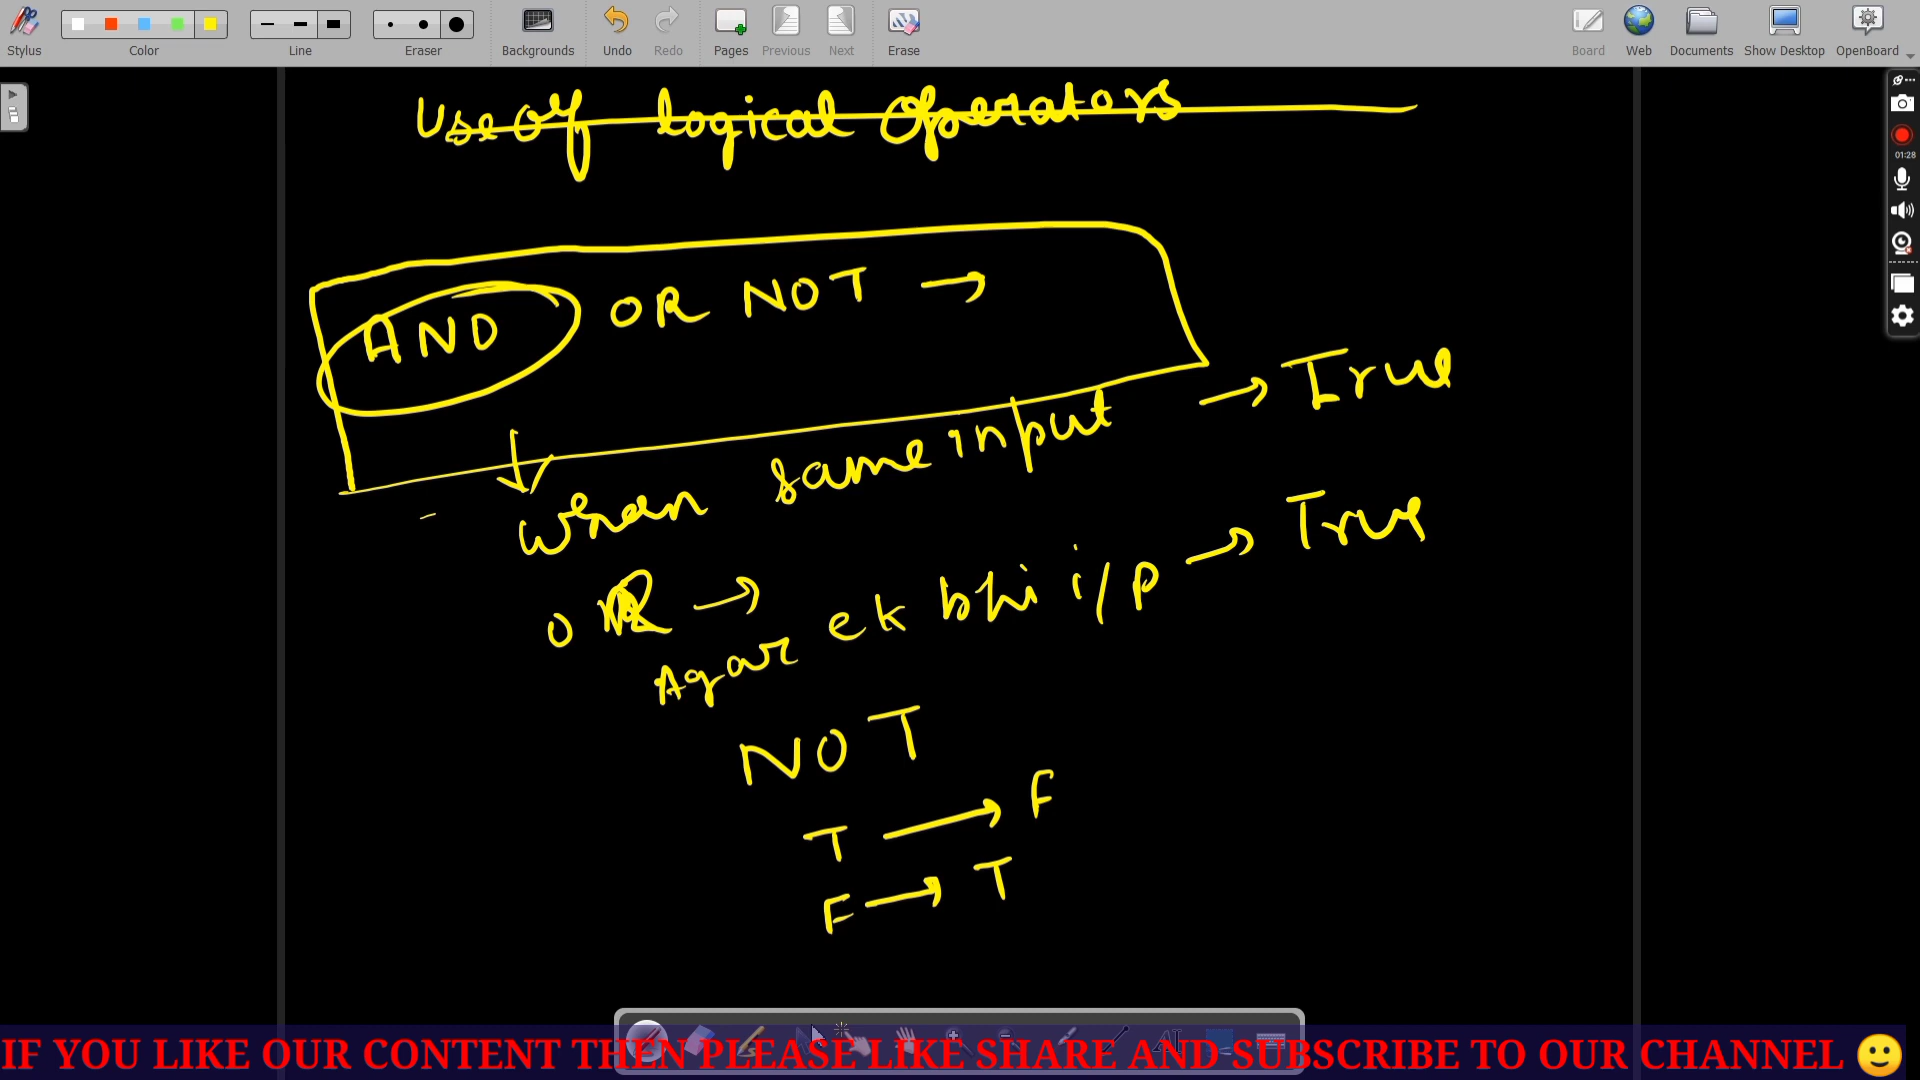 Stylus Color Line Eraser Backgrounds Undo Redo Pages Previous Next Erase Board Web Documents Show Desktop OpenBoard
01:28
Use of logical Operators
AND OR NOT →
when same input → True
OR →
Agar ek bhi i/p → True
NOT
T → F
F → T
IF YOU LIKE OUR CONTENT THEN PLEASE LIKE SHARE AND SUBSCRIBE TO OUR CHANNEL 🙂